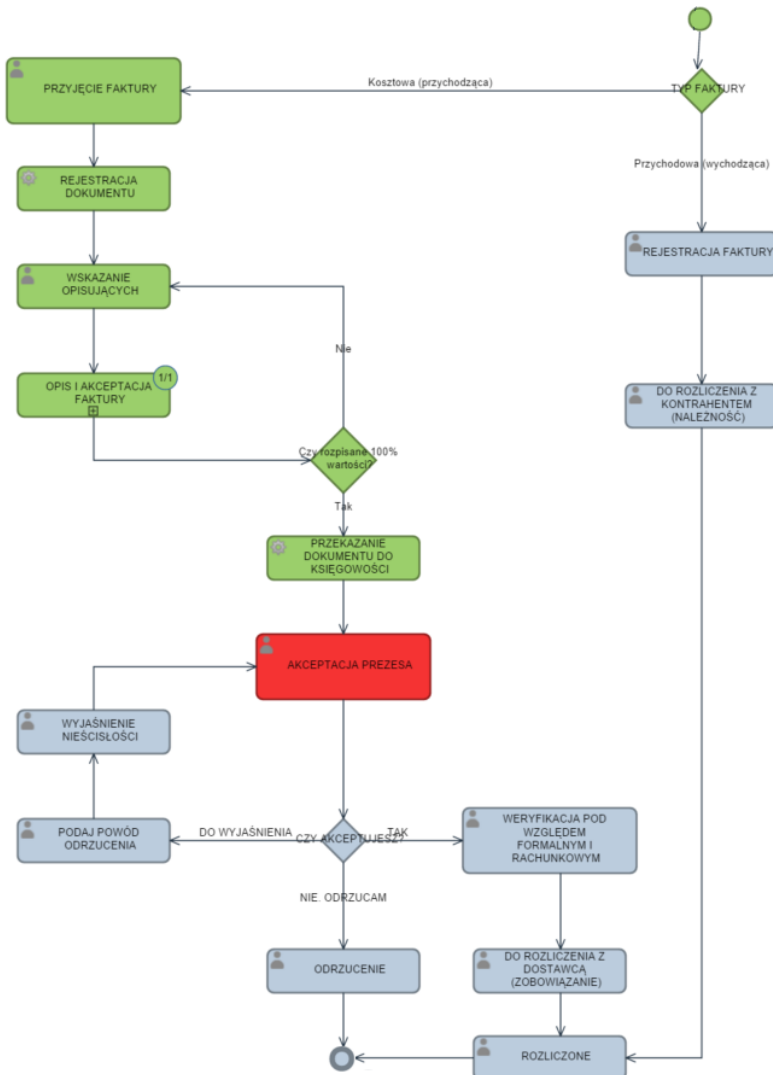 PRZYJĘCIE FAKTURY
Kosztowa (przychodząca)
TYP FAKTURY
Przychodowa (wychodząca)
REJESTRACJA
DOKUMENTU
REJESTRACJA FAKTURY
WSKAZANIE
OPISUJĄCYCH
Nie
OPIS I AKCEPTACJA
FAKTURY
1/1
DO ROZLICZENIA Z
KONTRAHENTEM
(NALEŻNOŚĆ)
Czy rozpisane 100%
wartości?
Tak
PRZEKAZANIE
DOKUMENTU DO
KSIĘGOWOŚCI
AKCEPTACJA PREZESA
WYJAŚNIENIE
NIEŚCISŁOŚCI
PODAJ POWÓD
ODRZUCENIA
DO WYJAŚNIENIA
CZY AKCEPTUJESZ?
TAK
WERYFIKACJA POD
WZGLĘDEM
FORMALNYM I
RACHUNKOWYM
NIE. ODRZUCAM
ODRZUCENIE
DO ROZLICZENIA Z
DOSTAWCĄ
(ZOBOWIĄZANIE)
ROZLICZONE